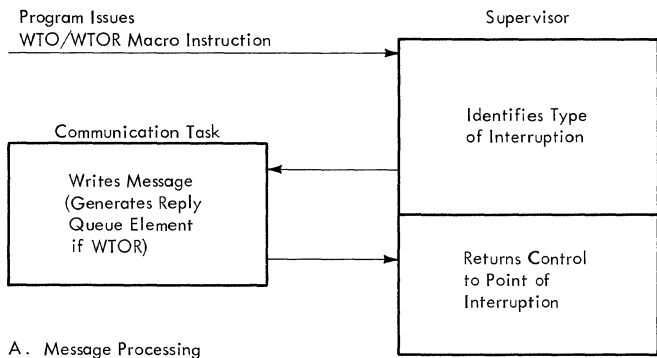 Program Issues
WTO/WTOR Macro Instruction
Supervisor
Identifies Type
of Interruption
Communication Task
Writes Message
(Generates Reply
Queue Element
if WTOR)
Returns Control
to Point of
Interruption
A. Message Processing